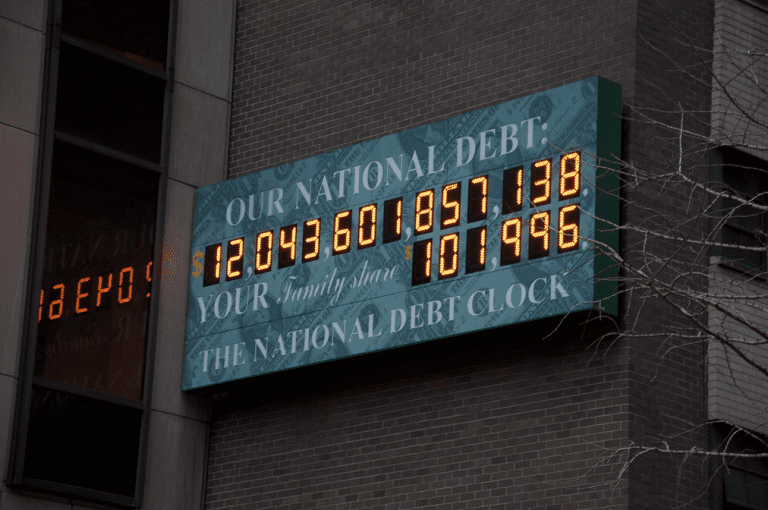 OUR NATIONAL DEBT:
$12,043,601,857,138.
YOUR Family share $101,996.
THE NATIONAL DEBT CLOCK